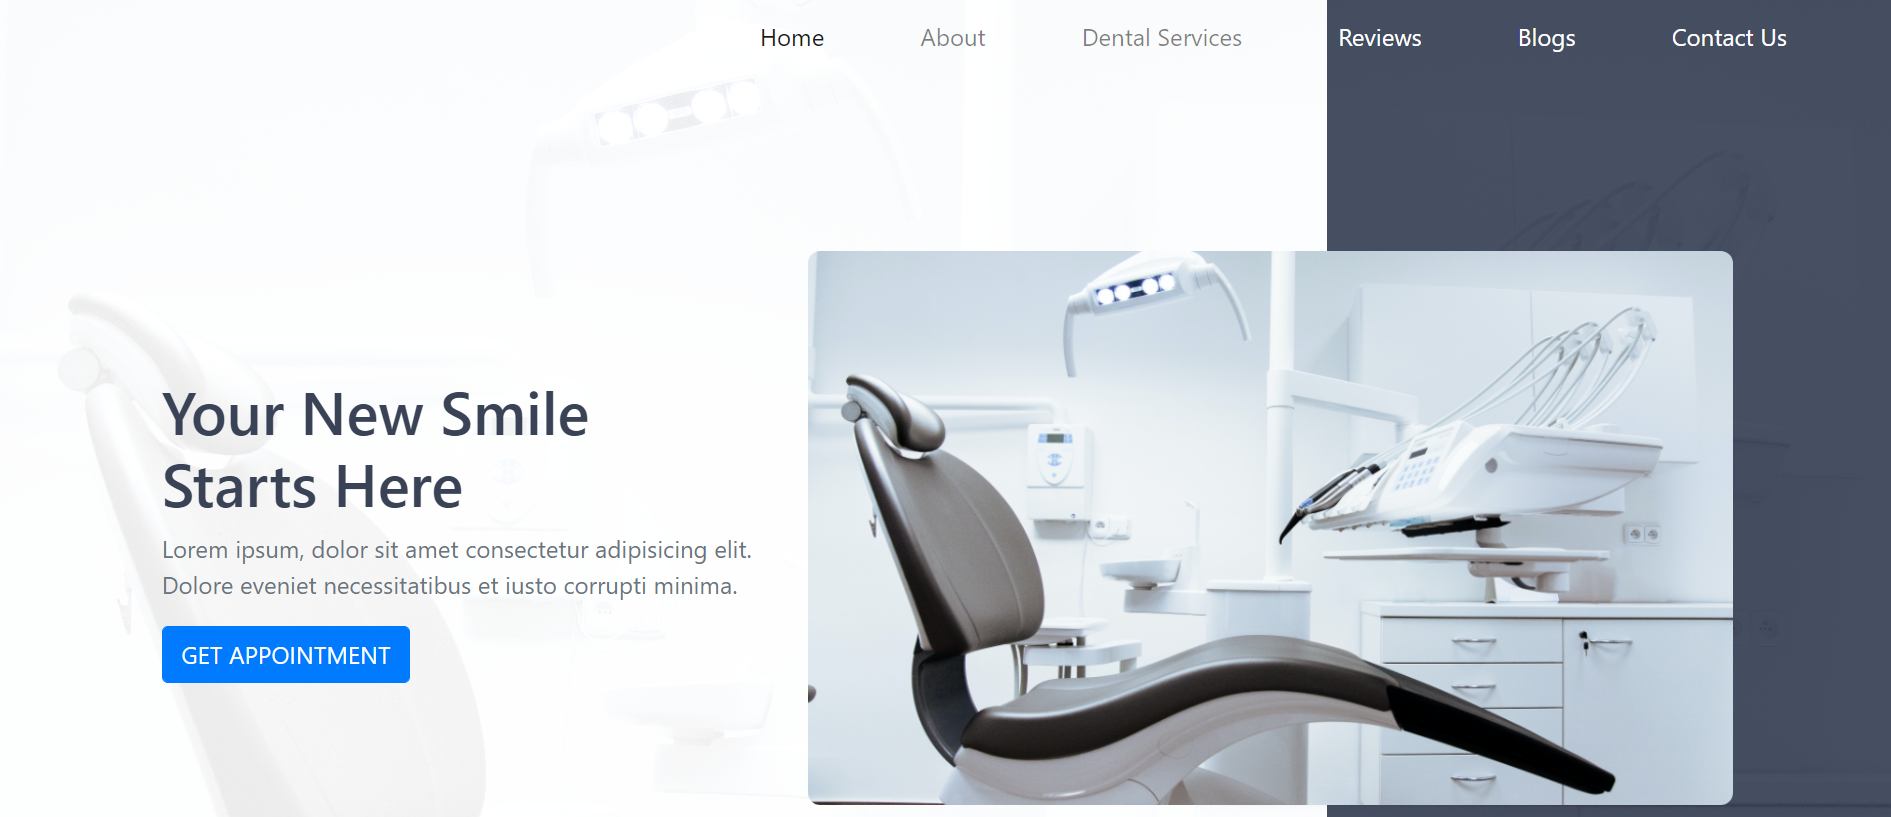 Home About Dental Services Reviews Blogs Contact Us
Your New Smile
Starts Here
Lorem ipsum, dolor sit amet consectetur adipisicing elit.
Dolore eveniet necessitatibus et iusto corrupti minima.
GET APPOINTMENT